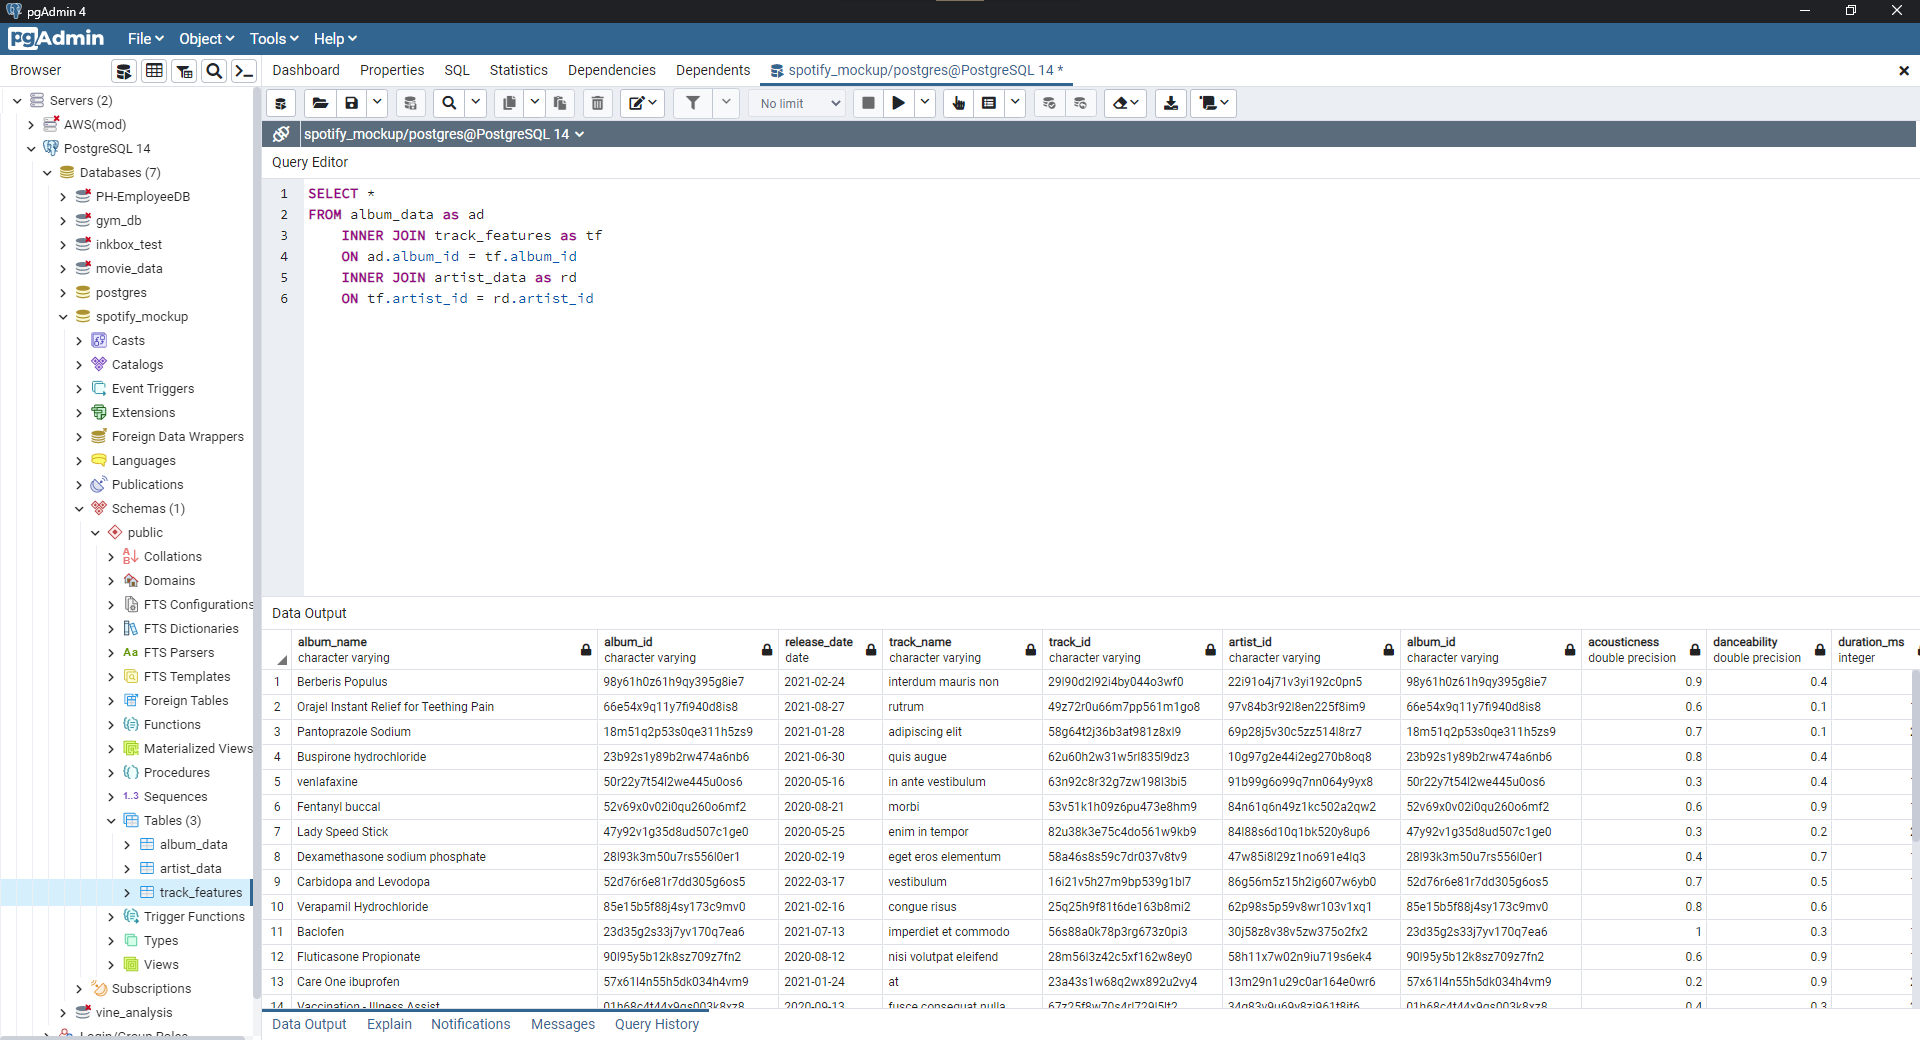 pgAdmin 4
pgAdmin File Object Tools Help
Browser
Dashboard Properties SQL Statistics Dependencies Dependents spotify_mockup/postgres@PostgreSQL 14 *
Servers (2)
AWS(mod)
PostgreSQL 14
Databases (7)
PH-EmployeeDB
gym_db
inkbox_test
movie_data
postgres
spotify_mockup
Casts
Catalogs
Event Triggers
Extensions
Foreign Data Wrappers
Languages
Publications
Schemas (1)
public
Collations
Domains
FTS Configurations
FTS Dictionaries
FTS Parsers
FTS Templates
Foreign Tables
Functions
Materialized Views
Procedures
Sequences
Tables (3)
album_data
artist_data
track_features
Trigger Functions
Types
Views
Subscriptions
vine_analysis
Login/Group Roles
No limit
spotify_mockup/postgres@PostgreSQL 14
Query Editor
1 SELECT *
2 FROM album_data as ad
3 INNER JOIN track_features as tf
4 ON ad.album_id = tf.album_id
5 INNER JOIN artist_data as rd
6 ON tf.artist_id = rd.artist_id
Data Output
album_name album_id release_date track_name track_id artist_id album_id acousticness danceability duration_ms
character varying character varying date character varying character varying character varying character varying double precision double precision integer
1 Berberis Populus 98y61h0z61h9qy395g8ie7 2021-02-24 interdum mauris non 29l90d2l92i4by044o3wf0 22i91o4j71v3yi192c0pn5 98y61h0z61h9qy395g8ie7 0.9 0.4
2 Orajel Instant Relief for Teething Pain 66e54x9q11y7fi940d8is8 2021-08-27 rutrum 49z72r0u66m7pp561m1go8 97v84b3r92l8en225f8im9 66e54x9q11y7fi940d8is8 0.6 0.1
3 Pantoprazole Sodium 18m51q2p53s0qe311h5zs9 2021-01-28 adipiscing elit 58g64t2j36b3at981z8xl9 69p28j5v30c5zz514l8rz7 18m51q2p53s0qe311h5zs9 0.7 0.1
4 Buspirone hydrochloride 23b92s1y89b2rw474a6nb6 2021-06-30 quis augue 62u60h2w31w5rl835l9dz3 10g97g2e44i2eg270b8oq8 23b92s1y89b2rw474a6nb6 0.8 0.4
5 venlafaxine 50r22y7t54l2we445u0os6 2020-05-16 in ante vestibulum 63n92c8r32g7zw198l3bi5 91b99g6o99q7nn064y9yx8 50r22y7t54l2we445u0os6 0.3 0.4
6 Fentanyl buccal 52v69x0v02i0qu260o6mf2 2020-08-21 morbi 53v51k1h09z6pu473e8hm9 84n61q6n49z1kc502a2qw2 52v69x0v02i0qu260o6mf2 0.6 0.9
7 Lady Speed Stick 47y92v1g35d8ud507c1ge0 2020-05-25 enim in tempor 82u38k3e75c4do561w9kb9 84l88s6d10q1bk520y8up6 47y92v1g35d8ud507c1ge0 0.3 0.2
8 Dexamethasone sodium phosphate 28l93k3m50u7rs556l0er1 2020-02-19 eget eros elementum 58a46s8s59c7dr037v8tv9 47w85i8l29z1no691e4lq3 28l93k3m50u7rs556l0er1 0.4 0.7
9 Carbidopa and Levodopa 52d76r6e81r7dd305g6os5 2022-03-17 vestibulum 16i21v5h27m9bp539g1bl7 86g56m5z15h2ig607w6yb0 52d76r6e81r7dd305g6os5 0.7 0.5
10 Verapamil Hydrochloride 85e15b5f88j4sy173c9mv0 2021-02-16 congue risus 25q25h9f81t6de163b8mi2 62p98s5p59v8wr103v1xq1 85e15b5f88j4sy173c9mv0 0.8 0.6
11 Baclofen 23d35g2s33j7yv170q7ea6 2021-07-13 imperdiet et commodo 56s88a0k78p3rg673z0pi3 30j58z8v38v5zw375o2fx2 23d35g2s33j7yv170q7ea6 1 0.3
12 Fluticasone Propionate 90l95y5b12k8sz709z7fn2 2020-08-12 nisi volutpat eleifend 28m56l3z42c5xf162w8ey0 58h11x7w02n9iu719s6ek4 90l95y5b12k8sz709z7fn2 0.6 0.9
13 Care One ibuprofen 57x61l4n55h5dk034h4vm9 2021-01-24 at 23a43s1w68q2wx892u2vy4 13m29n1u29c0ar164e0wr6 57x61l4n55h5dk034h4vm9 0.2 0.9
14 Vaccination - Illness Assist 2020-09-13 fusce consequat nulla 0.4 0.3
Data Output Explain Notifications Messages Query History